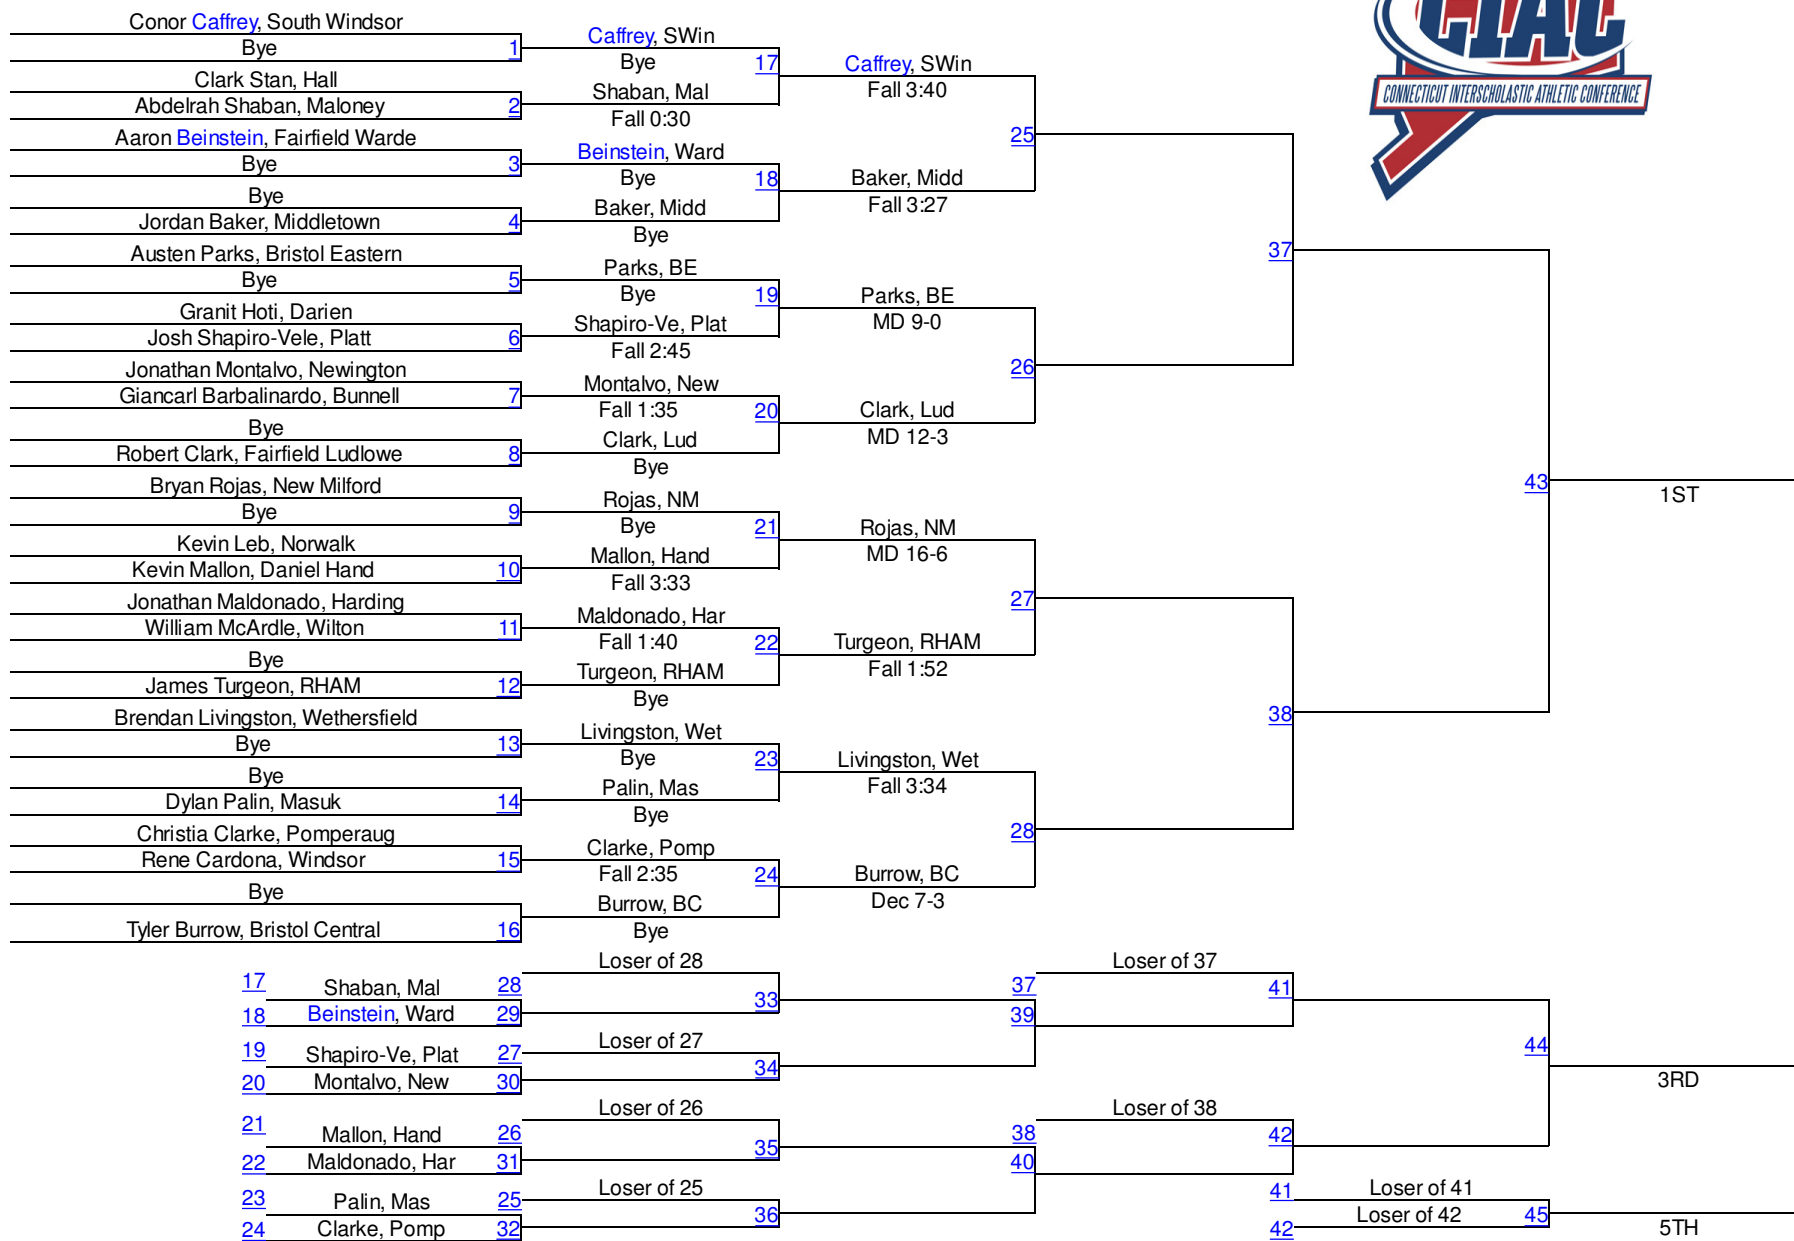 CIAC
CONNECTICUT INTERSCHOLASTIC ATHLETIC CONFERENCE
Conor Caffrey, South Windsor
Bye 1
Clark Stan, Hall
Abdelrah Shaban, Maloney 2
Aaron Beinstein, Fairfield Warde
Bye 3
Bye
Jordan Baker, Middletown 4
Austen Parks, Bristol Eastern
Bye 5
Granit Hoti, Darien
Josh Shapiro-Vele, Platt 6
Jonathan Montalvo, Newington
Giancarl Barbalinardo, Bunnell 7
Bye
Robert Clark, Fairfield Ludlowe 8
Bryan Rojas, New Milford
Bye 9
Kevin Leb, Norwalk
Kevin Mallon, Daniel Hand 10
Jonathan Maldonado, Harding
William McArdle, Wilton 11
Bye
James Turgeon, RHAM 12
Brendan Livingston, Wethersfield
Bye 13
Bye
Dylan Palin, Masuk 14
Christia Clarke, Pomperaug
Rene Cardona, Windsor 15
Bye
Tyler Burrow, Bristol Central 16
Caffrey, SWin
Bye 17
Shaban, Mal
Fall 0:30
Beinstein, Ward
Bye 18
Baker, Midd
Bye
Parks, BE
Bye 19
Shapiro-Ve, Plat
Fall 2:45
Montalvo, New
Fall 1:35 20
Clark, Lud
Bye
Rojas, NM
Bye 21
Mallon, Hand
Fall 3:33
Maldonado, Har
Fall 1:40 22
Turgeon, RHAM
Bye
Livingston, Wet
Bye 23
Palin, Mas
Bye
Clarke, Pomp
Fall 2:35 24
Burrow, BC
Bye
Caffrey, SWin
Fall 3:40
25
Baker, Midd
Fall 3:27
Parks, BE
MD 9-0
26
Clark, Lud
MD 12-3
Rojas, NM
MD 16-6
27
Turgeon, RHAM
Fall 1:52
Livingston, Wet
Fall 3:34
28
Burrow, BC
Dec 7-3
37
38
43
1ST
17 Shaban, Mal 28
18 Beinstein, Ward 29
19 Shapiro-Ve, Plat 27
20 Montalvo, New 30
21 Mallon, Hand 26
22 Maldonado, Har 31
23 Palin, Mas 25
24 Clarke, Pomp 32
Loser of 28
33
Loser of 27
34
Loser of 26
35
Loser of 25
36
37
39
38
40
Loser of 37
41
Loser of 38
42
44
3RD
41 Loser of 41
42 Loser of 42 45
5TH